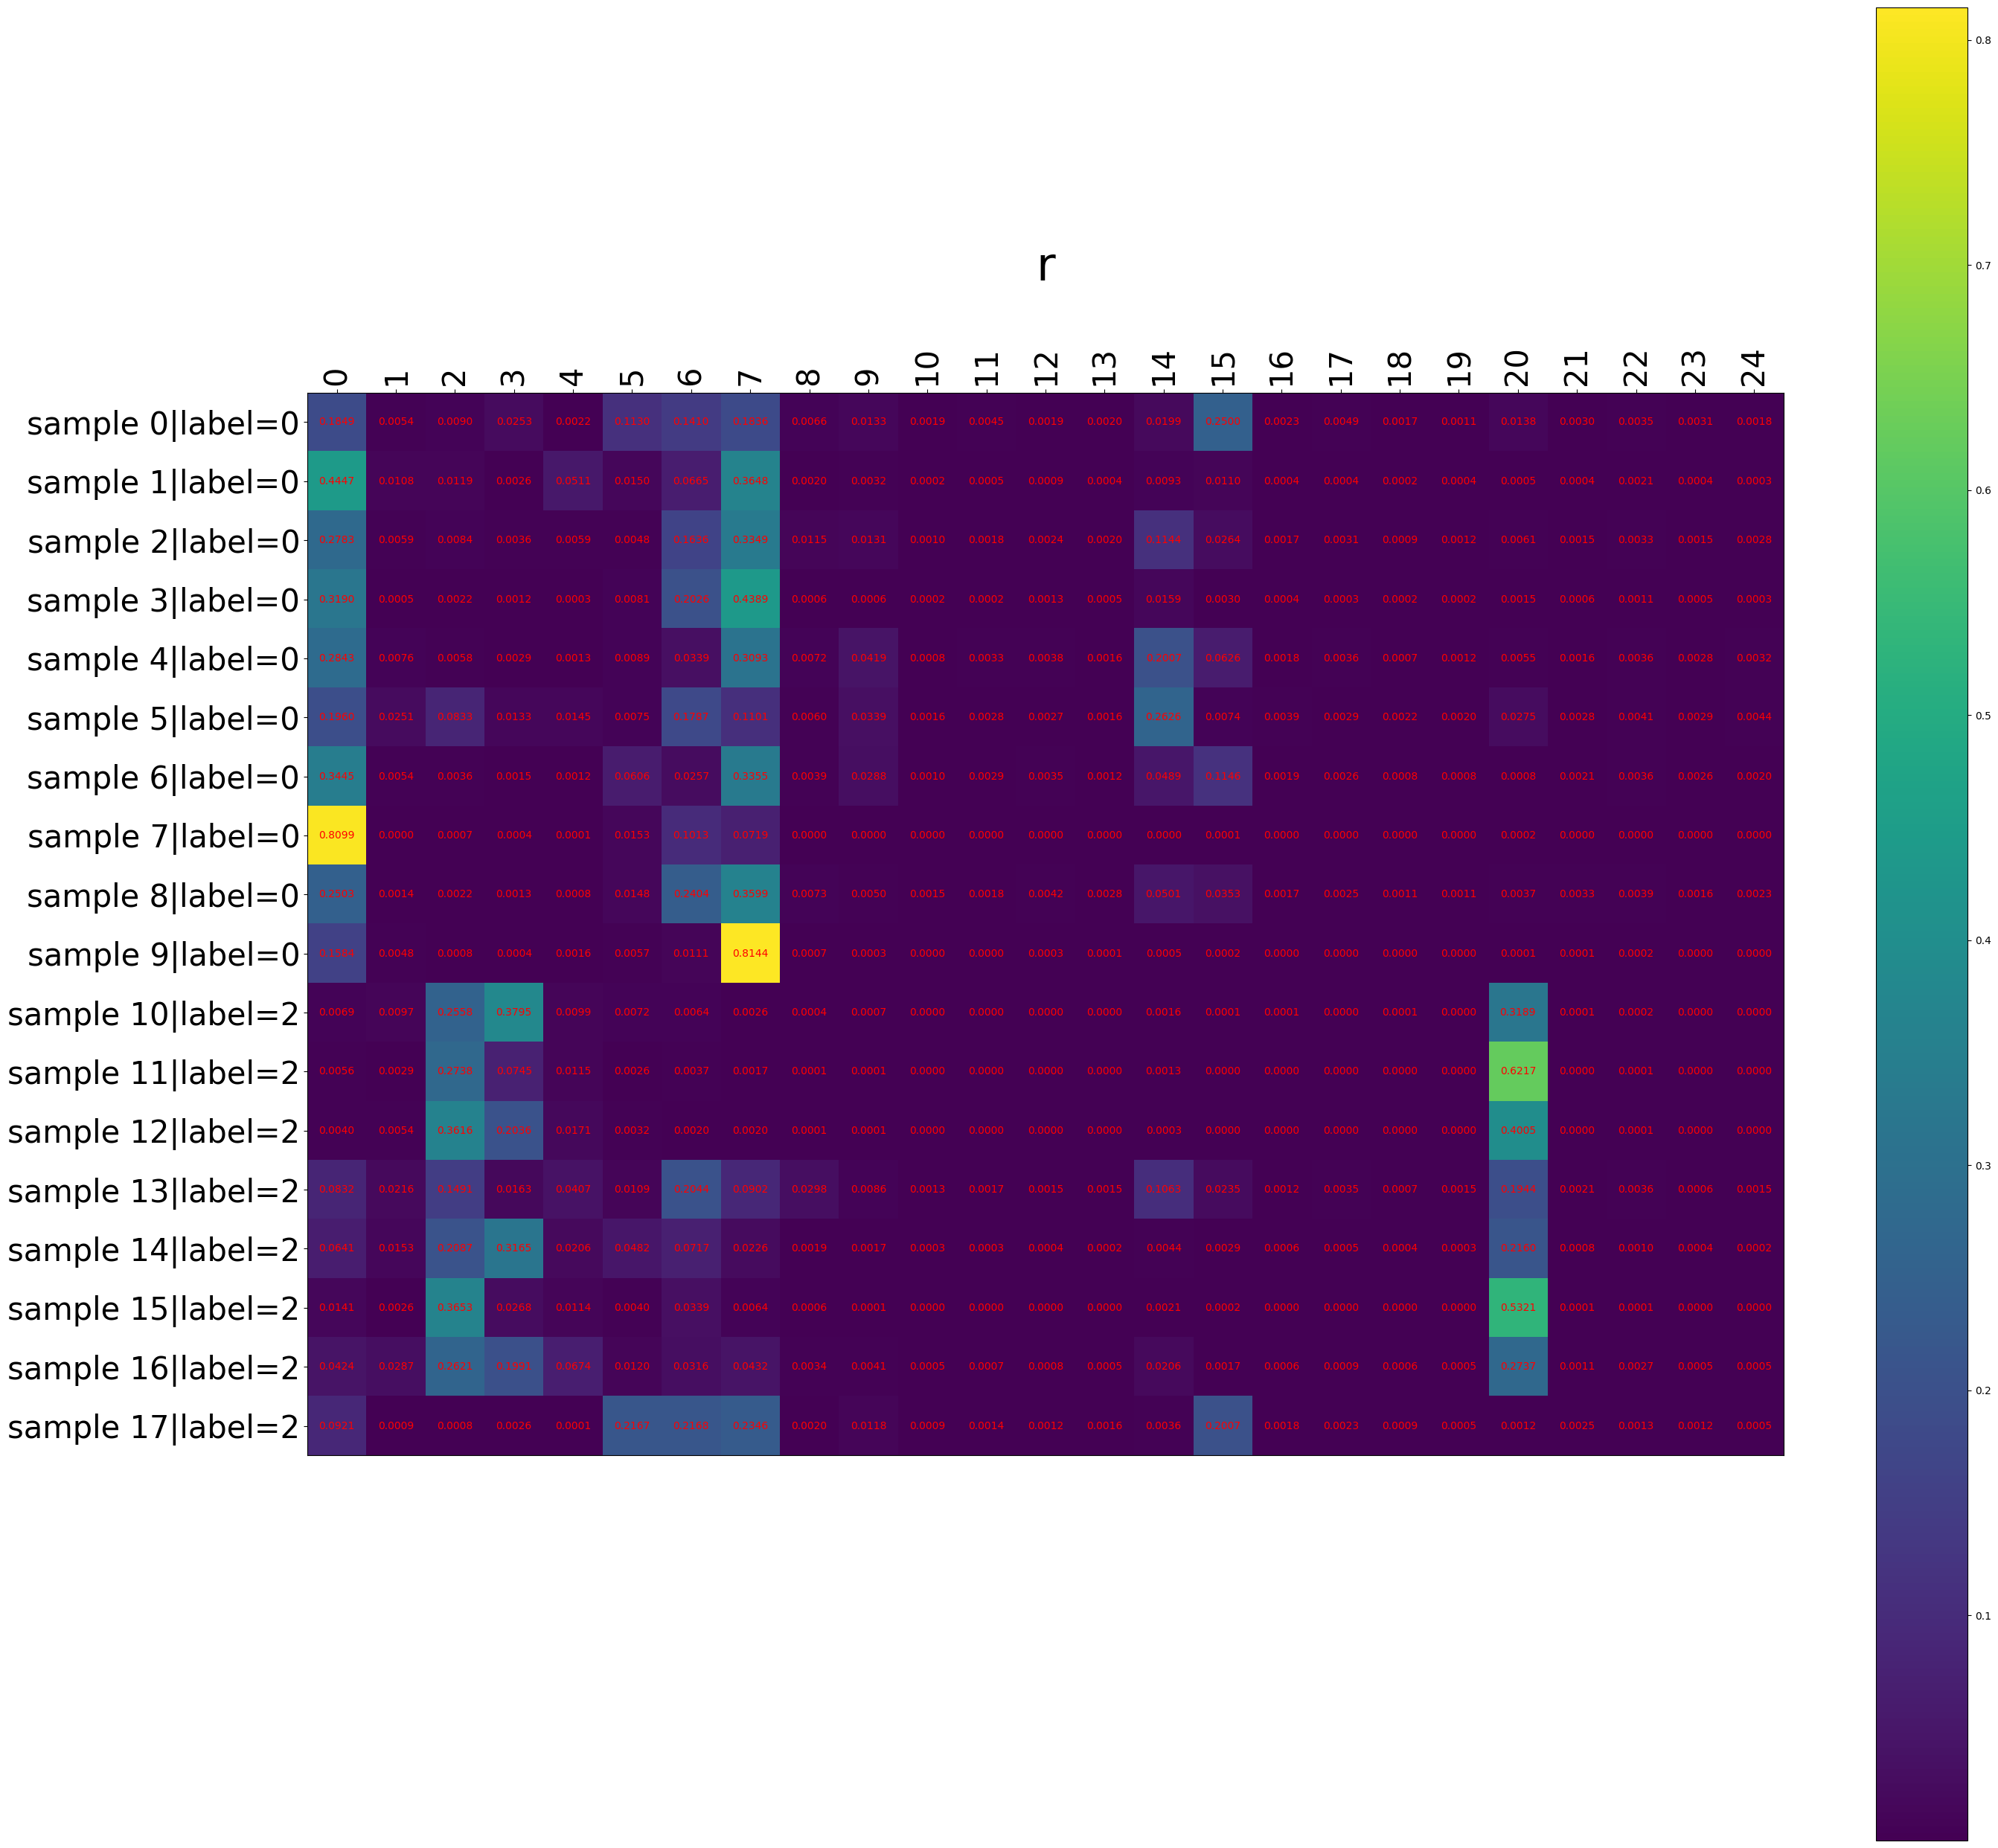 r
0 1 2 3 4 5 6 7 8 9 10 11 12 13 14 15 16 17 18 19 20 21 22 23 24
sample 0|label=0 0.0054 0.0090 0.0253 0.0022 0.1130 0.0066 0.0133 0.0019 0.0045 0.0019 0.0020 0.0199 0.0023 0.0049 0.0017 0.0011 0.0138 0.0030 0.0035 0.0031 0.0018
sample 1|label=0 0.4447 0.0108 0.0119 0.0026 0.0511 0.0150 0.0665 0.3648 0.0020 0.0032 0.0002 0.0005 0.0009 0.0004 0.0093 0.0110 0.0004 0.0004 0.0002 0.0004 0.0005 0.0004 0.0021 0.0004 0.0003
sample 2|label=0 0.2783 0.0059 0.0084 0.0036 0.0059 0.0048 0.3349 0.0115 0.0131 0.0010 0.0018 0.0024 0.0020 0.1144 0.0264 0.0017 0.0031 0.0009 0.0012 0.0061 0.0015 0.0033 0.0015 0.0028
sample 3|label=0 0.3190 0.0005 0.0022 0.0012 0.0003 0.0081 0.4389 0.0006 0.0006 0.0002 0.0002 0.0013 0.0005 0.0159 0.0030 0.0004 0.0003 0.0002 0.0002 0.0015 0.0006 0.0011 0.0005 0.0003
sample 4|label=0 0.2843 0.0076 0.0058 0.0029 0.0013 0.0089 0.0339 0.3093 0.0072 0.0419 0.0008 0.0033 0.0038 0.0016 0.0626 0.0018 0.0036 0.0007 0.0012 0.0055 0.0016 0.0036 0.0028 0.0032
sample 5|label=0 0.0251 0.0833 0.0133 0.0145 0.0075 0.1101 0.0060 0.0339 0.0016 0.0028 0.0027 0.0016 0.2626 0.0074 0.0039 0.0029 0.0022 0.0020 0.0275 0.0028 0.0041 0.0029 0.0044
sample 6|label=0 0.3445 0.0054 0.0036 0.0015 0.0012 0.0606 0.0257 0.3355 0.0039 0.0288 0.0010 0.0029 0.0035 0.0012 0.0489 0.0019 0.0026 0.0008 0.0008 0.0008 0.0021 0.0036 0.0026 0.0020
sample 7|label=0 0.8099 0.0000 0.0007 0.0004 0.0001 0.0153 0.1013 0.0719 0.0000 0.0000 0.0000 0.0000 0.0000 0.0000 0.0000 0.0001 0.0000 0.0000 0.0000 0.0000 0.0002 0.0000 0.0000 0.0000 0.0000
sample 8|label=0 0.0014 0.0022 0.0013 0.0008 0.0148 0.3599 0.0073 0.0050 0.0015 0.0018 0.0042 0.0028 0.0501 0.0353 0.0017 0.0025 0.0011 0.0011 0.0037 0.0033 0.0039 0.0016 0.0023
sample 9|label=0 0.0048 0.0008 0.0004 0.0016 0.0057 0.0111 0.8144 0.0007 0.0003 0.0000 0.0000 0.0003 0.0001 0.0005 0.0002 0.0000 0.0000 0.0000 0.0000 0.0001 0.0001 0.0002 0.0000 0.0000
sample 10|label=2 0.0069 0.0097 0.2558 0.3795 0.0099 0.0072 0.0064 0.0026 0.0004 0.0007 0.0000 0.0000 0.0000 0.0000 0.0016 0.0001 0.0001 0.0000 0.0001 0.0000 0.3189 0.0001 0.0002 0.0000 0.0000
sample 11|label=2 0.0056 0.0029 0.2734 0.0745 0.0115 0.0026 0.0037 0.0017 0.0001 0.0001 0.0000 0.0000 0.0000 0.0000 0.0013 0.0000 0.0000 0.0000 0.0000 0.0000 0.6217 0.0000 0.0001 0.0000 0.0000
sample 12|label=2 0.0040 0.0054 0.3616 0.0171 0.0032 0.0020 0.0020 0.0001 0.0001 0.0000 0.0000 0.0000 0.0000 0.0003 0.0000 0.0000 0.0000 0.0000 0.0000 0.4005 0.0000 0.0001 0.0000 0.0000
sample 13|label=2 0.0832 0.0216 0.1491 0.0163 0.0407 0.0109 0.0902 0.0298 0.0086 0.0013 0.0017 0.0015 0.0015 0.1063 0.0235 0.0012 0.0035 0.0007 0.0015 0.0021 0.0036 0.0006 0.0015
sample 14|label=2 0.0641 0.0153 0.3165 0.0206 0.0482 0.0717 0.0226 0.0019 0.0017 0.0003 0.0003 0.0004 0.0002 0.0044 0.0029 0.0006 0.0005 0.0004 0.0003 0.0008 0.0010 0.0004 0.0002
sample 15|label=2 0.0141 0.0026 0.3653 0.0268 0.0114 0.0040 0.0339 0.0064 0.0006 0.0001 0.0000 0.0000 0.0000 0.0000 0.0021 0.0002 0.0000 0.0000 0.0000 0.0000 0.5321 0.0001 0.0001 0.0000 0.0000
sample 16|label=2 0.0424 0.0287 0.2621 0.0674 0.0120 0.0316 0.0432 0.0034 0.0041 0.0005 0.0007 0.0008 0.0005 0.0206 0.0017 0.0006 0.0009 0.0006 0.0005 0.2737 0.0011 0.0027 0.0005 0.0005
sample 17|label=2 0.0921 0.0009 0.0008 0.0026 0.0001 0.0020 0.0118 0.0009 0.0014 0.0012 0.0016 0.0036 0.2007 0.0018 0.0023 0.0009 0.0005 0.0012 0.0025 0.0013 0.0012 0.0005
0.8
0.7
0.6
0.5
0.4
0.3
0.2
0.1